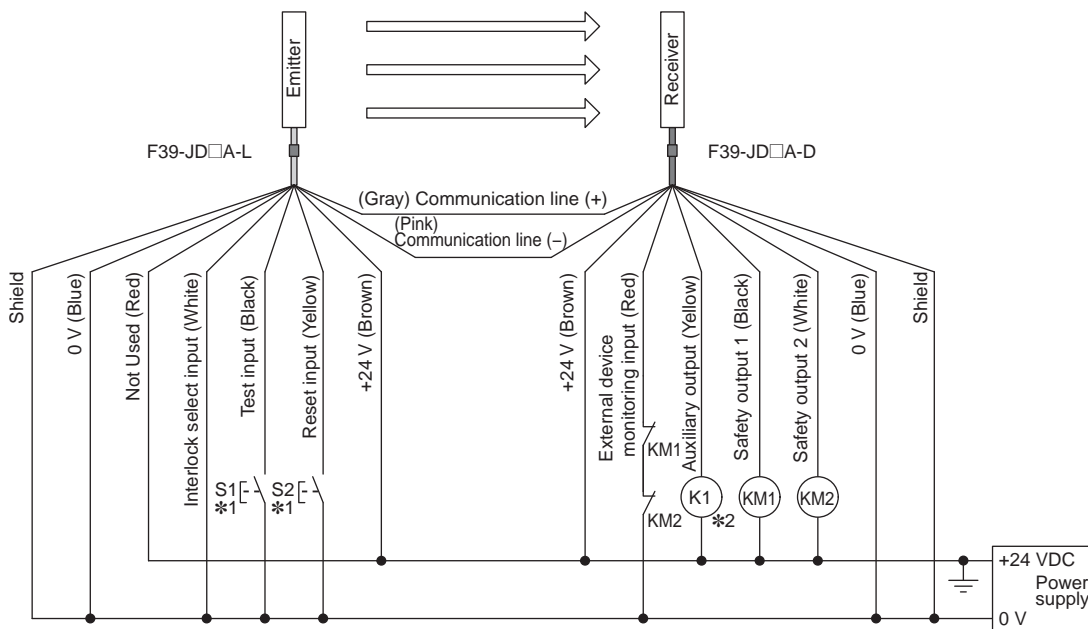 Emitter
Receiver
F39-JD□A-L
F39-JD□A-D
(Gray) Communication line (+)
(Pink)
Communication line (−)
Shield
0 V (Blue)
Not Used (Red)
Interlock select input (White)
Test input (Black)
Reset input (Yellow)
+24 V (Brown)
+24 V (Brown)
External device
monitoring input (Red)
Auxiliary output (Yellow)
Safety output 1 (Black)
Safety output 2 (White)
0 V (Blue)
Shield
S1
*1
S2
*1
KM1
KM2
K1
*2
KM1
KM2
+24 VDC
Power
supply
0 V